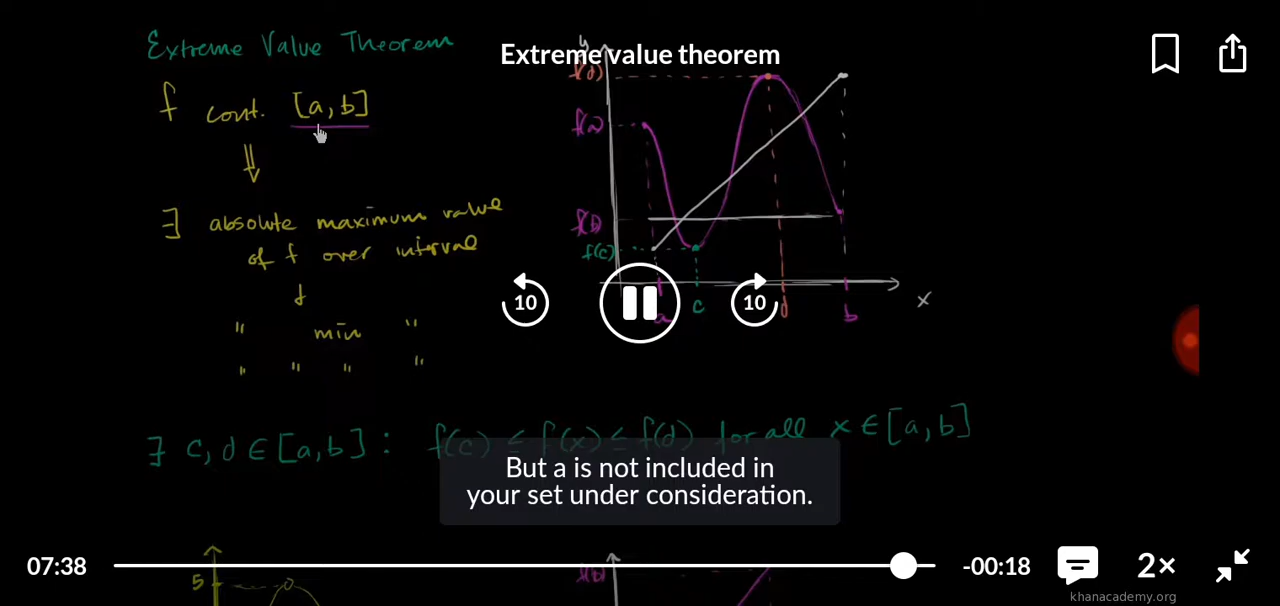 Extreme Value Theorem
Extreme value theorem
y
f(d)
f cont. [a,b]
f(a)
⇓
∃ absolute maximum value
of f over interval
f(b)
f(c)
10
10
a c d b x
" min "
" " " "
∃ c, d ∈ [a,b] : f(c) ≤ f(x) ≤ f(d) for all x ∈ [a,b]
But a is not included in
your set under consideration.
07:38
-00:18
2×
5
f(b)
khanacademy.org